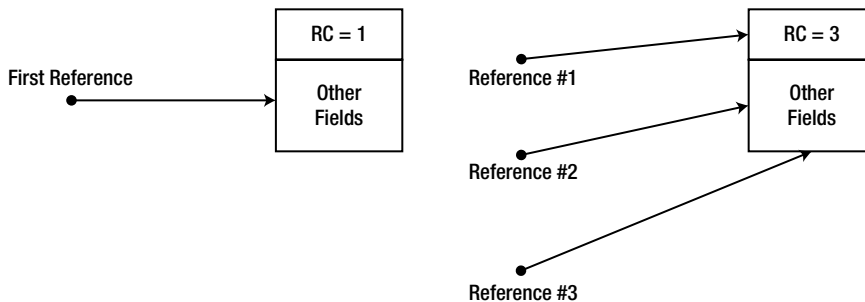 RC = 1
First Reference
Other
Fields
RC = 3
Reference #1
Other
Fields
Reference #2
Reference #3